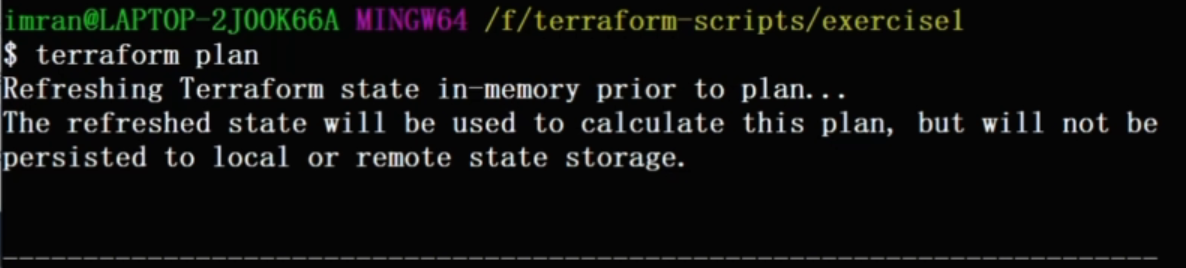 imran@LAPTOP-2J0OK66A MINGW64 /f/terraform-scripts/exercise1
$ terraform plan
Refreshing Terraform state in-memory prior to plan...
The refreshed state will be used to calculate this plan, but will not be
persisted to local or remote state storage.
------------------------------------------------------------------------